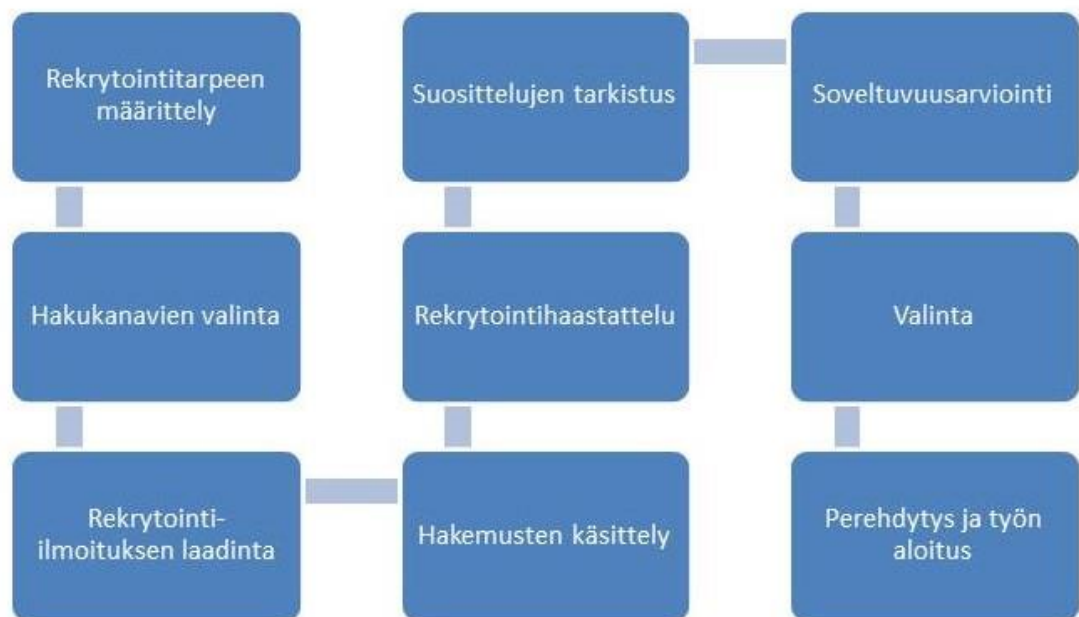 Rekrytointitarpeen
määrittely
Hakukanavien valinta
Rekrytointi-
ilmoituksen laadinta
Hakemusten käsittely
Rekrytointihaastattelu
Suosittelujen tarkistus
Soveltuvuusarviointi
Valinta
Perehdytys ja työn
aloitus